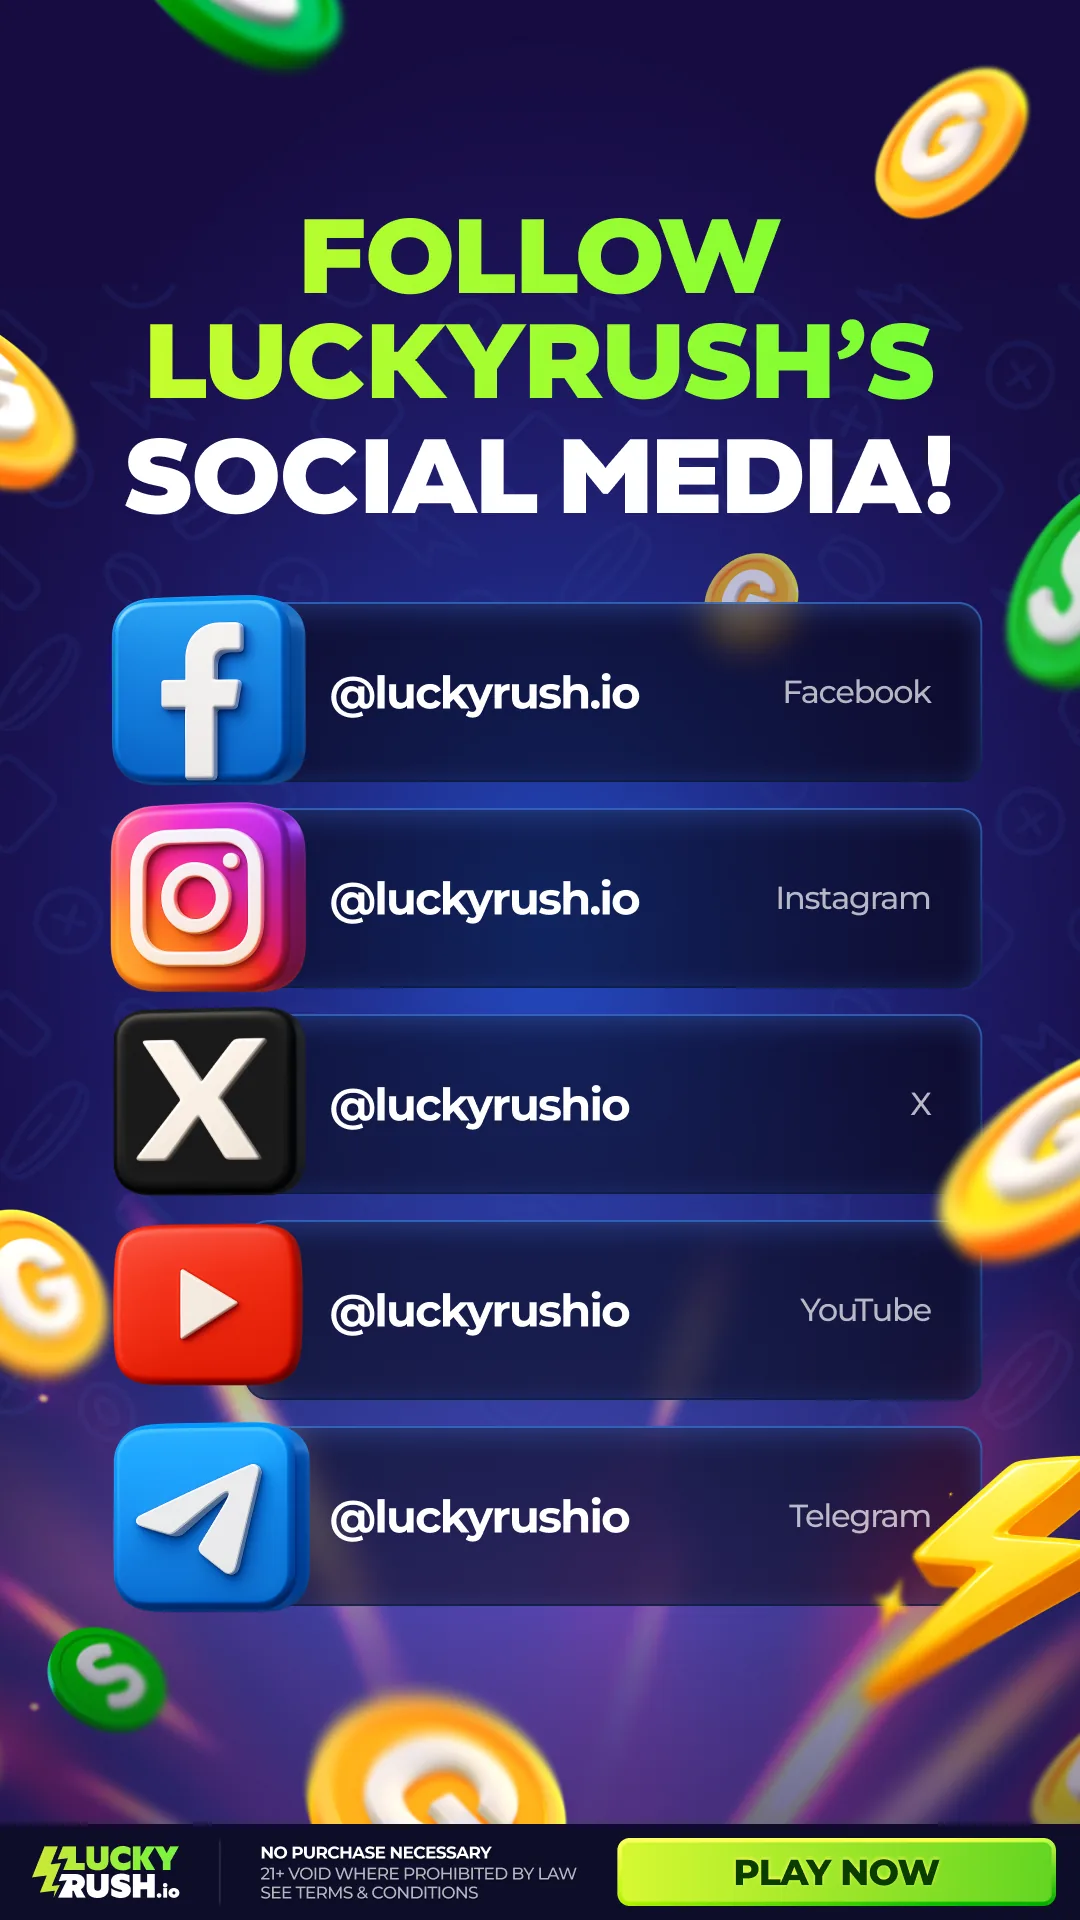 FOLLOW
LUCKYRUSH’S
SOCIAL MEDIA!
@luckyrush.io Facebook
@luckyrush.io Instagram
@luckyrushio X
@luckyrushio YouTube
@luckyrushio Telegram
LUCKY
RUSH.io
NO PURCHASE NECESSARY
21+ VOID WHERE PROHIBITED BY LAW
SEE TERMS & CONDITIONS
PLAY NOW